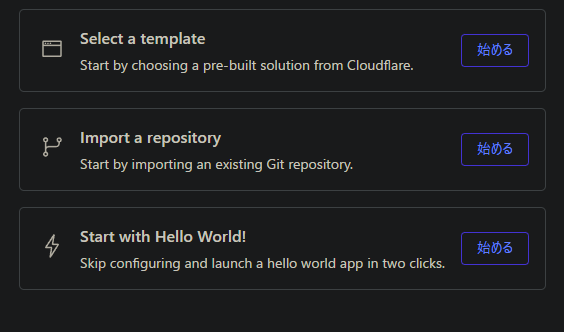 Select a template
Start by choosing a pre-built solution from Cloudflare.
始める
Import a repository
Start by importing an existing Git repository.
始める
Start with Hello World!
Skip configuring and launch a hello world app in two clicks.
始める